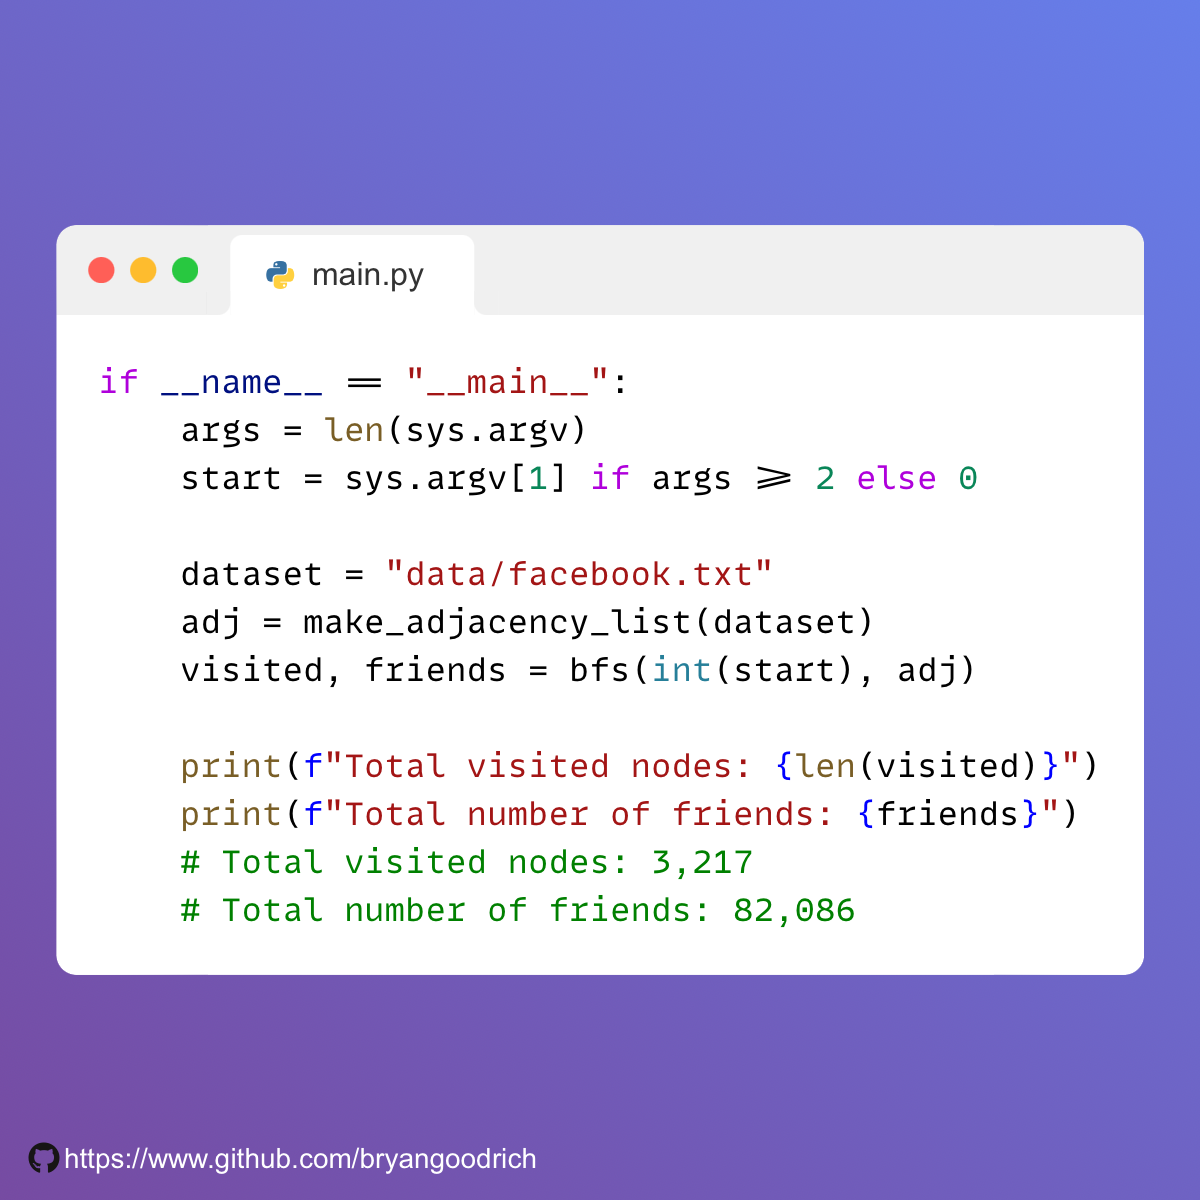 main.py
if __name__ == "__main__":
    args = len(sys.argv)
    start = sys.argv[1] if args >= 2 else 0
    dataset = "data/facebook.txt"
    adj = make_adjacency_list(dataset)
    visited, friends = bfs(int(start), adj)
    print(f"Total visited nodes: {len(visited)}")
    print(f"Total number of friends: {friends}")
    # Total visited nodes: 3,217
    # Total number of friends: 82,086
https://www.github.com/bryangoodrich